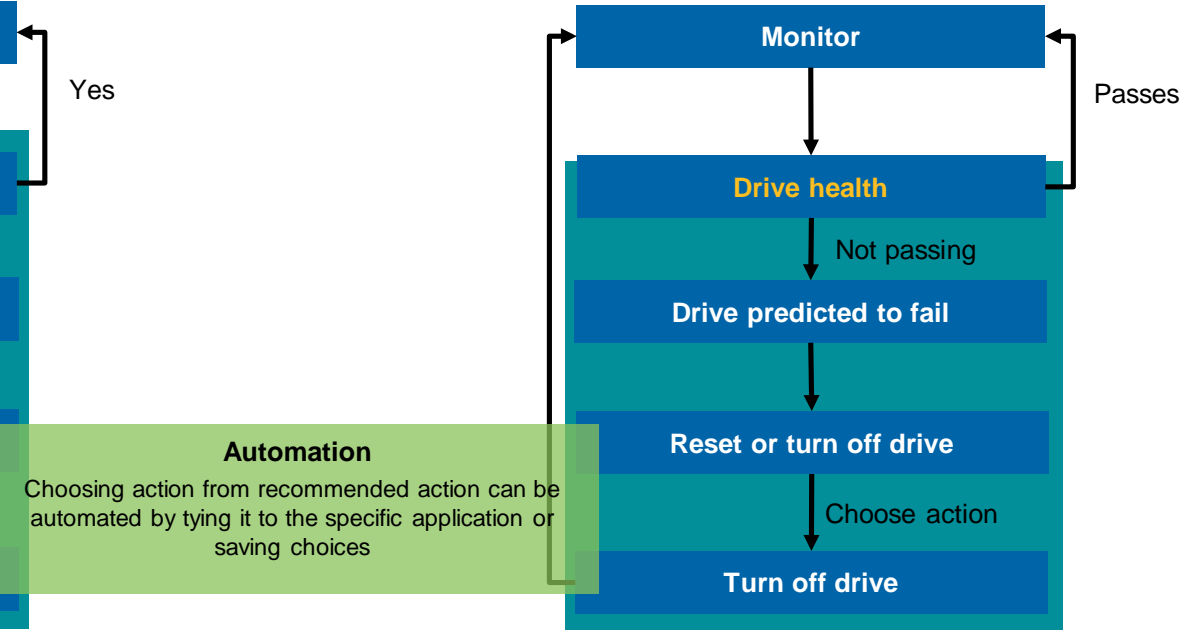 Monitor
Yes
Passes
Drive health
Not passing
Drive predicted to fail
Reset or turn off drive
Automation
Choosing action from recommended action can be
automated by tying it to the specific application or
saving choices
Choose action
Turn off drive